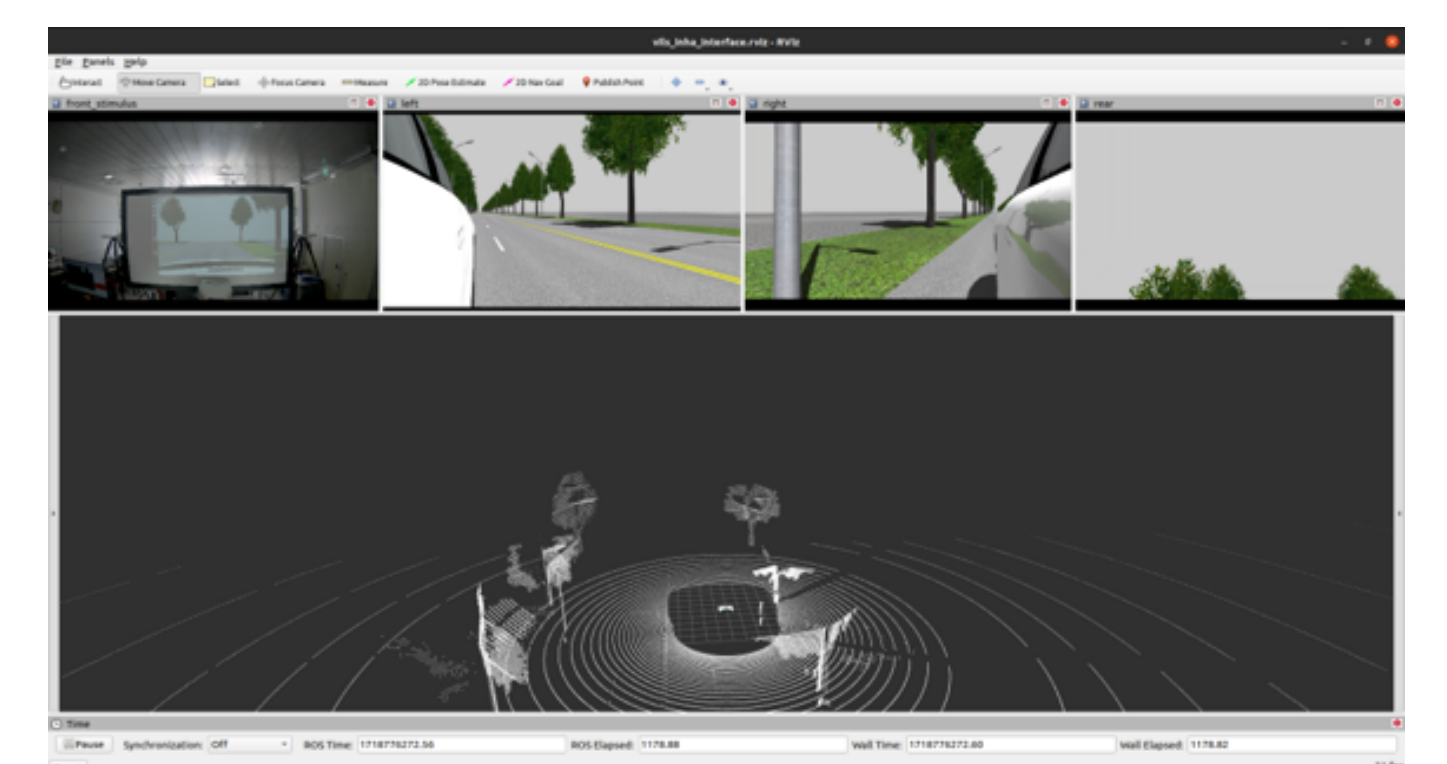 vils_inha_interface.rviz - RViz
File Panels Help
Interact Move Camera Select Focus Camera Measure 2D Pose Estimate 2D Nav Goal Publish Point
front_stimulus left right rear
Time
Pause Synchronization: Off ROS Time: 1718776272.56 ROS Elapsed: 1178.88 Wall Time: 1718776272.60 Wall Elapsed: 1178.82